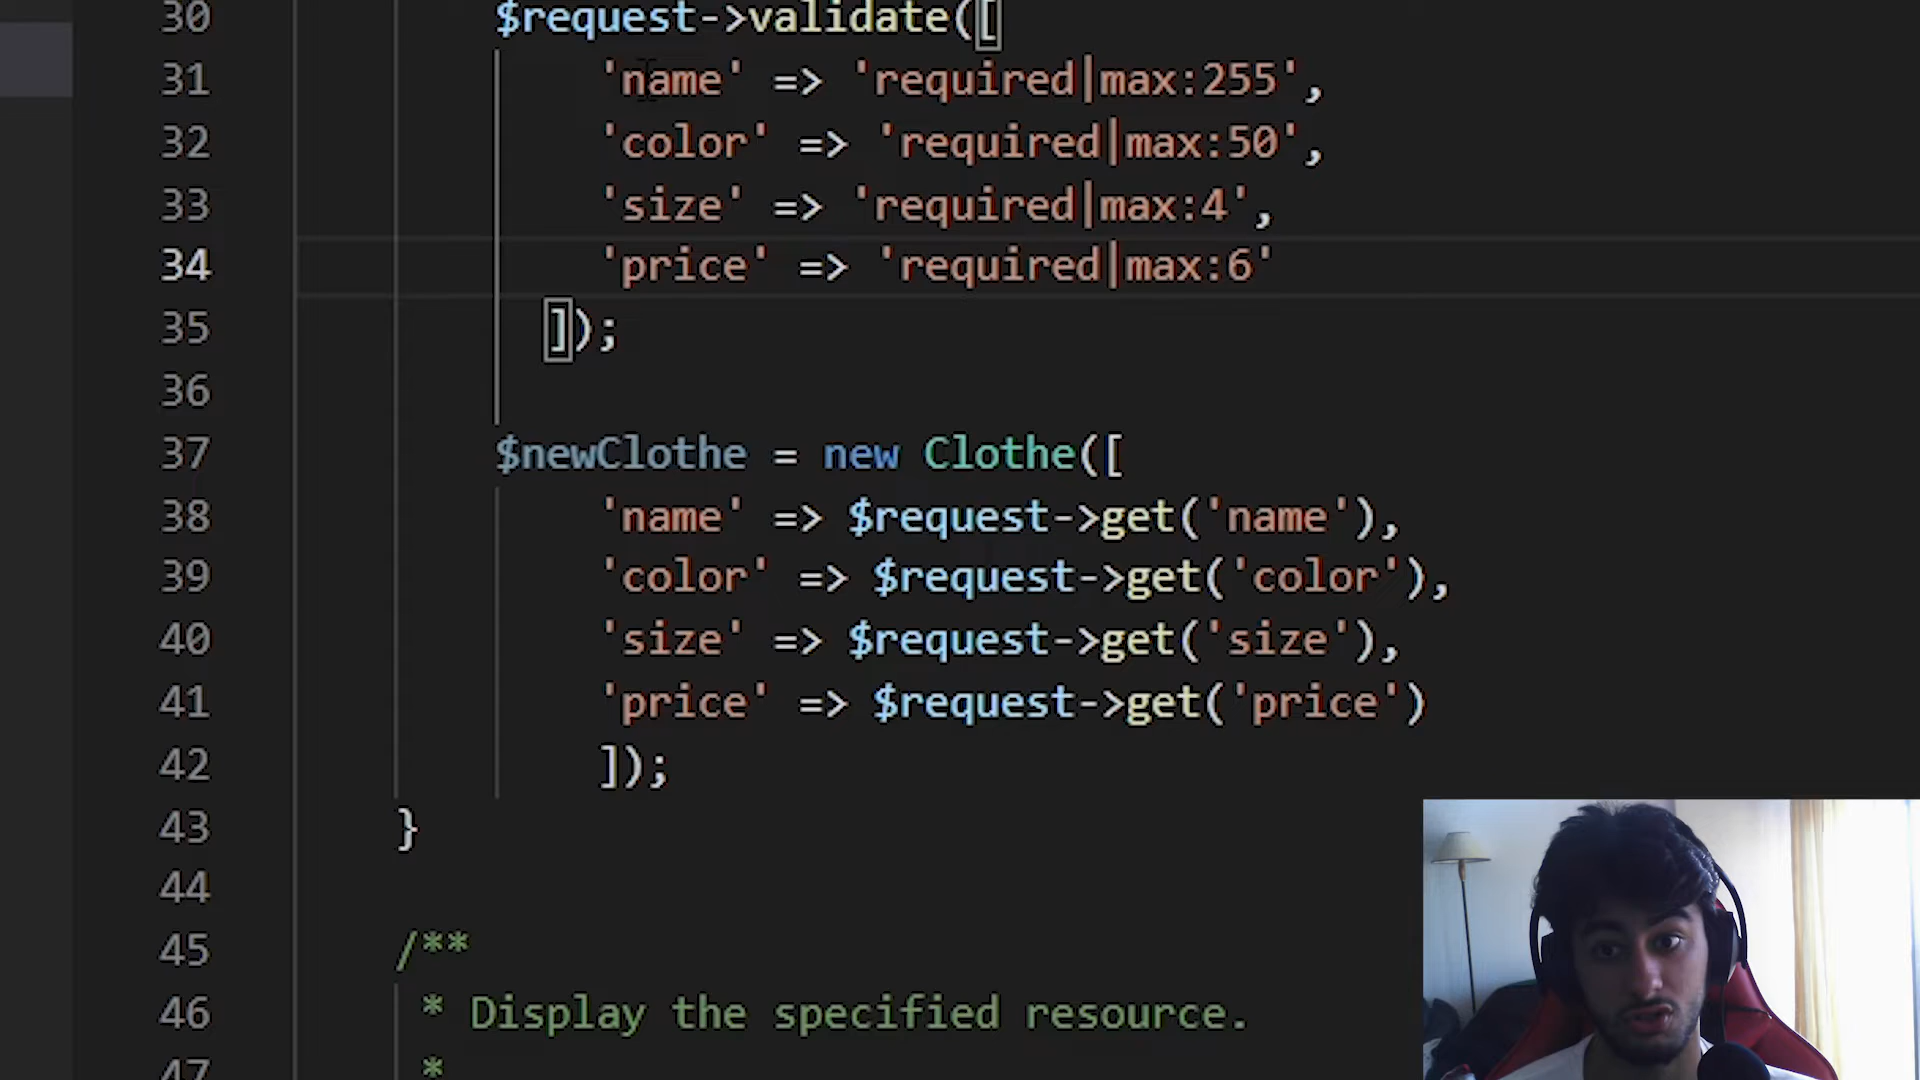 30 $request->validate([
31 'name' => 'required|max:255',
32 'color' => 'required|max:50',
33 'size' => 'required|max:4',
34 'price' => 'required|max:6'
35 ]);
36
37 $newClothe = new Clothe([
38 'name' => $request->get('name'),
39 'color' => $request->get('color'),
40 'size' => $request->get('size'),
41 'price' => $request->get('price')
42 ]);
43 }
44
45 /**
46 * Display the specified resource.
47 *